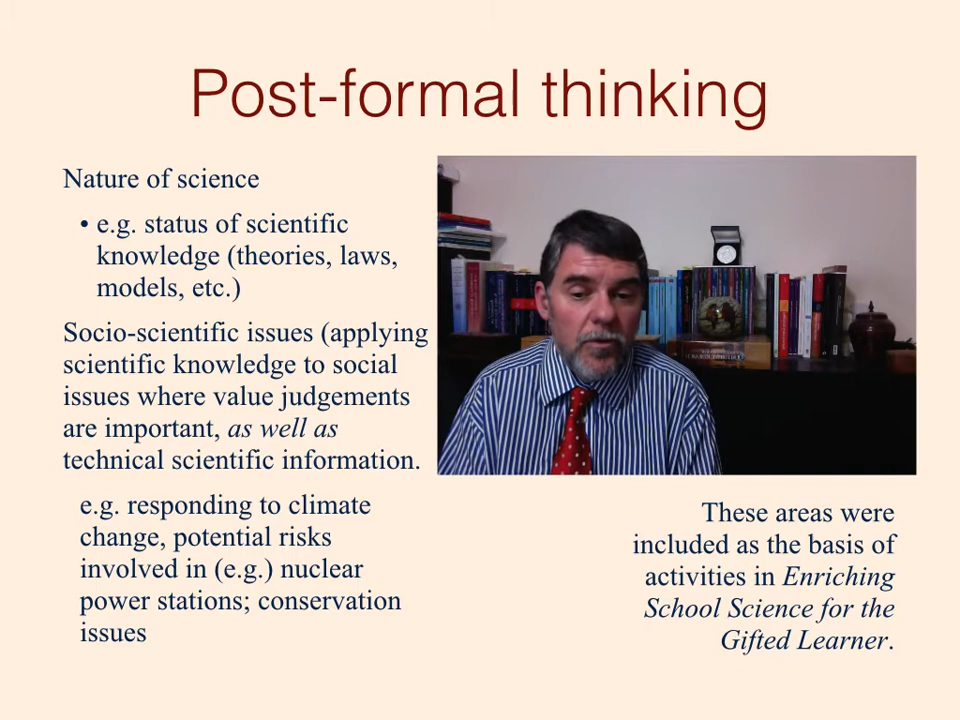 Post-formal thinking
Nature of science
• e.g. status of scientific
knowledge (theories, laws,
models, etc.)
Socio-scientific issues (applying
scientific knowledge to social
issues where value judgements
are important, as well as
technical scientific information.
e.g. responding to climate
change, potential risks
involved in (e.g.) nuclear
power stations; conservation
issues
These areas were
included as the basis of
activities in Enriching
School Science for the
Gifted Learner.